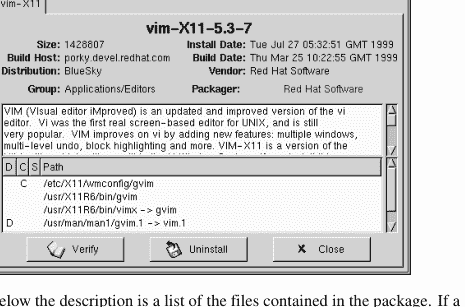 vim-X11
vim-X11-5.3-7
Size: 1428807 Install Date: Tue Jul 27 05:32:51 GMT 1999
Build Host: porky.devel.redhat.com Build Date: Thu Mar 25 10:22:55 GMT 1999
Distribution: BlueSky Vendor: Red Hat Software
Group: Applications/Editors Packager: Red Hat Software
VIM (VIsual editor iMproved) is an updated and improved version of the vi
editor. Vi was the first real screen-based editor for UNIX, and is still
very popular. VIM improves on vi by adding new features: multiple windows,
multi-level undo, block highlighting and more. VIM-X11 is a version of the
D C S Path
C /etc/X11/wmconfig/gvim
/usr/X11R6/bin/gvim
/usr/X11R6/bin/vimx -> gvim
D /usr/man/man1/gvim.1 -> vim.1
Verify Uninstall Close
elow the description is a list of the files contained in the package. If a